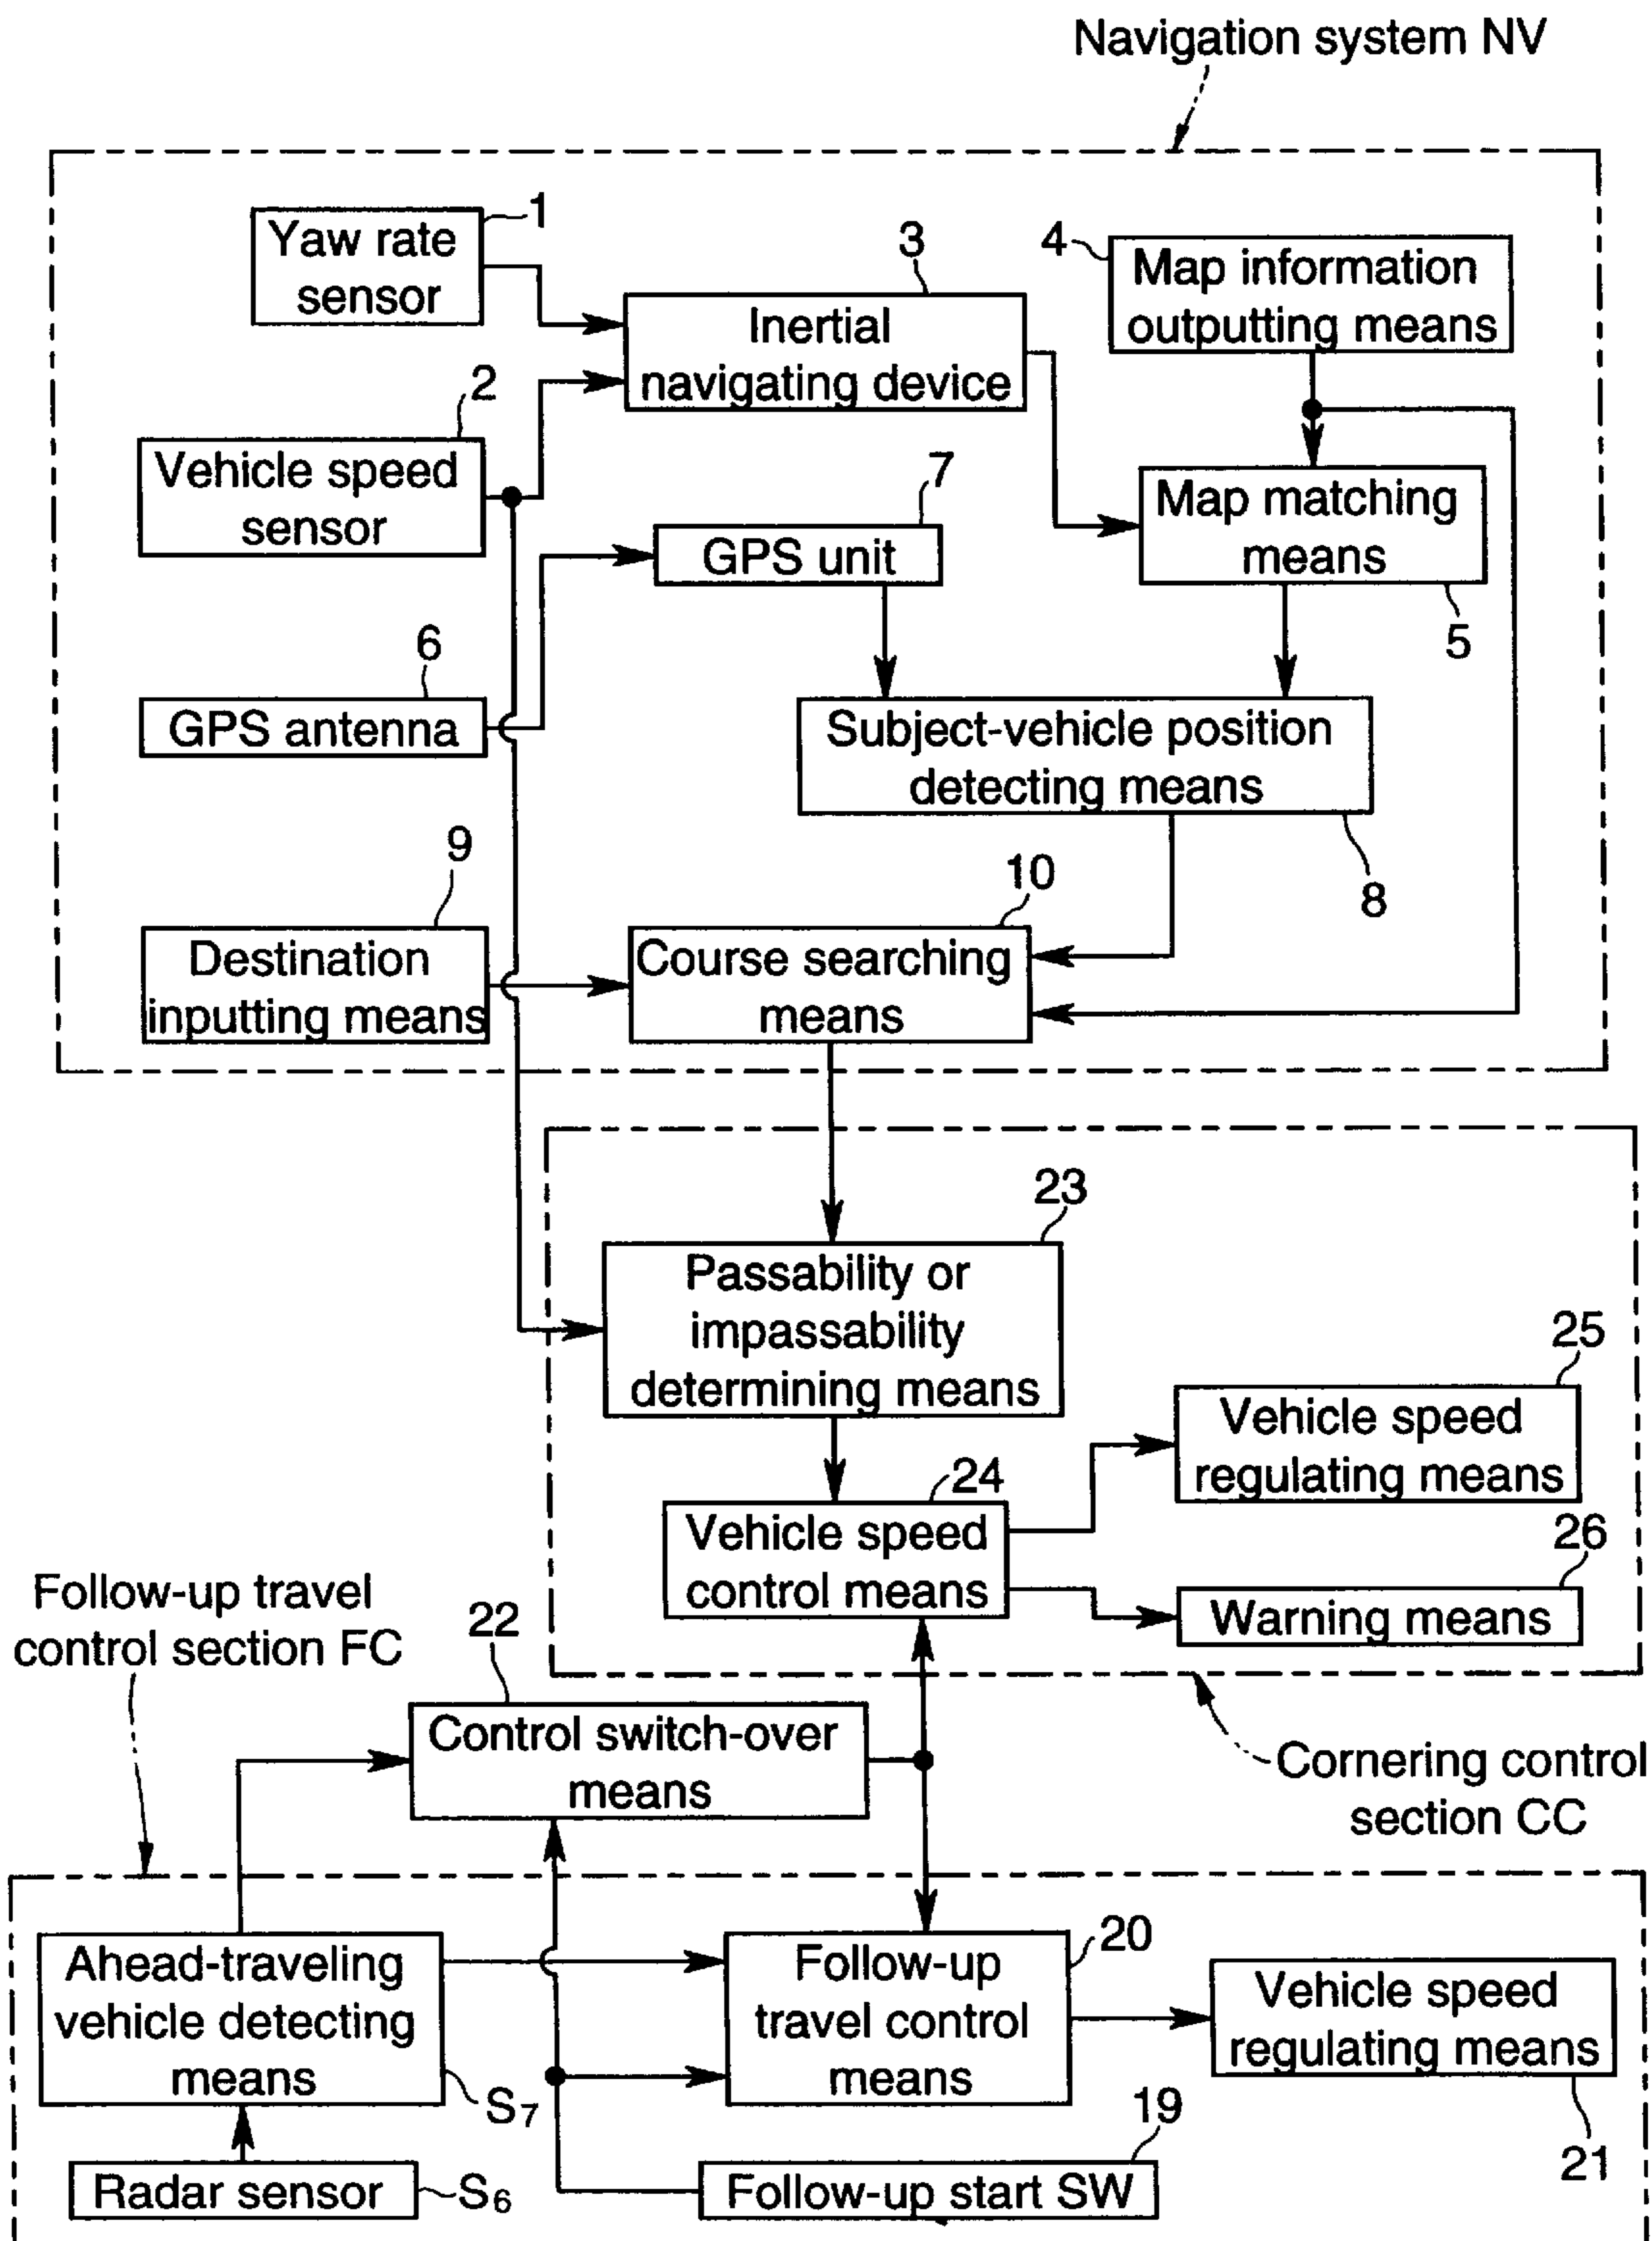 Navigation system NV
1
Yaw rate
sensor
3
Inertial
navigating device
4
Map information
outputting means
2
Vehicle speed
sensor
7
GPS unit
Map matching
means
5
6
GPS antenna
Subject-vehicle position
detecting means
8
9
Destination
inputting means
10
Course searching
means
23
Passability or
impassability
determining means
25
Vehicle speed
regulating means
24
Vehicle speed
control means
26
Warning means
Follow-up travel
control section FC
22
Control switch-over
means
Cornering control
section CC
Ahead-traveling
vehicle detecting
means
S7
20
Follow-up
travel control
means
Vehicle speed
regulating means
21
Radar sensor
S6
19
Follow-up start SW